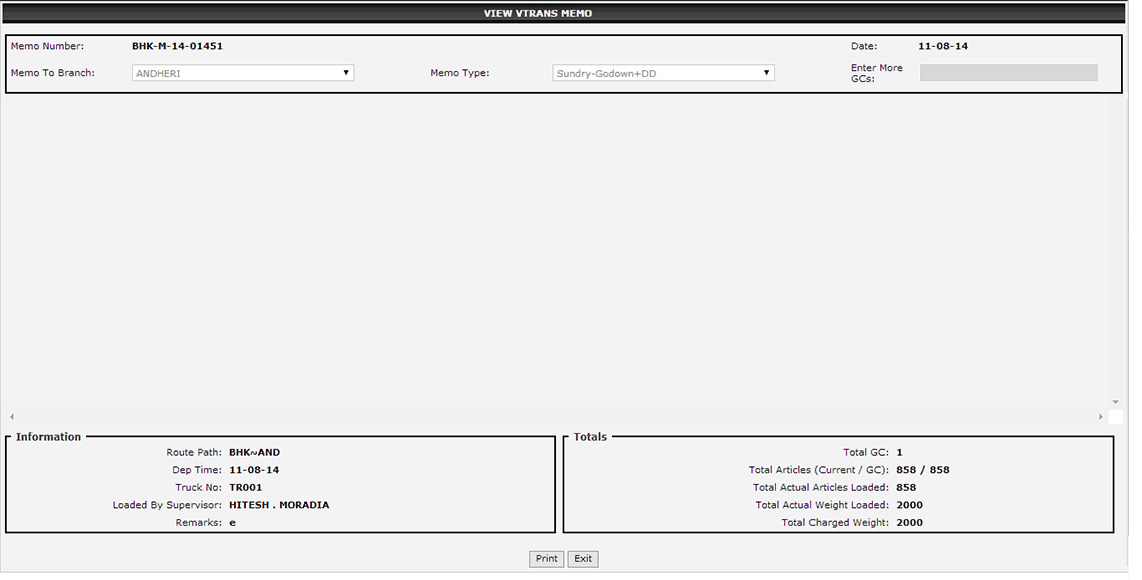 VIEW VTRANS MEMO
Memo Number: BHK-M-14-01451 Date: 11-08-14
Memo To Branch: ANDHERI Memo Type: Sundry-Godown+DD Enter More GCs:
Information
Route Path: BHK~AND
Dep Time: 11-08-14
Truck No: TR001
Loaded By Supervisor: HITESH . MORADIA
Remarks: e
Totals
Total GC: 1
Total Articles (Current / GC): 858 / 858
Total Actual Articles Loaded: 858
Total Actual Weight Loaded: 2000
Total Charged Weight: 2000
Print Exit